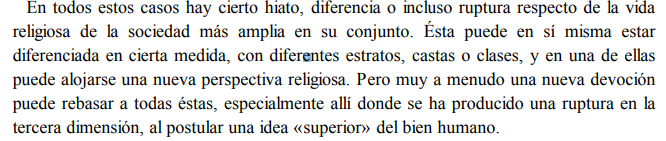 En todos estos casos hay cierto hiato, diferencia o incluso ruptura respecto de la vida
religiosa de la sociedad más amplia en su conjunto. Ésta puede en sí misma estar
diferenciada en cierta medida, con diferentes estratos, castas o clases, y en una de ellas
puede alojarse una nueva perspectiva religiosa. Pero muy a menudo una nueva devoción
puede rebasar a todas éstas, especialmente allí donde se ha producido una ruptura en la
tercera dimensión, al postular una idea «superior» del bien humano.